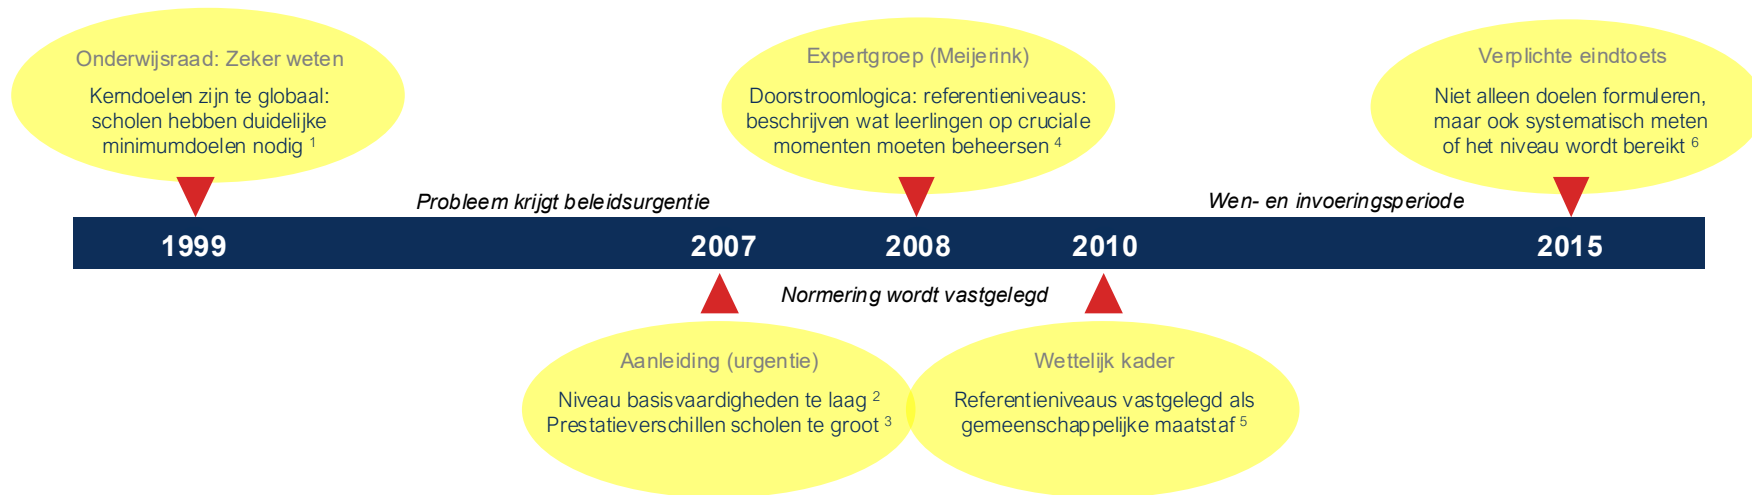 Onderwijsraad: Zeker weten
Kerndoelen zijn te globaal:
scholen hebben duidelijke
minimumdoelen nodig ¹
Expertgroep (Meijerink)
Doorstroomlogica: referentieniveaus:
beschrijven wat leerlingen op cruciale
momenten moeten beheersen ⁴
Verplichte eindtoets
Niet alleen doelen formuleren,
maar ook systematisch meten
of het niveau wordt bereikt ⁶
Probleem krijgt beleidsurgentie
Wen- en invoeringsperiode
1999 2007 2008 2010 2015
Normering wordt vastgelegd
Aanleiding (urgentie)
Niveau basisvaardigheden te laag ²
Prestatieverschillen scholen te groot ³
Wettelijk kader
Referentieniveaus vastgelegd als
gemeenschappelijke maatstaf ⁵